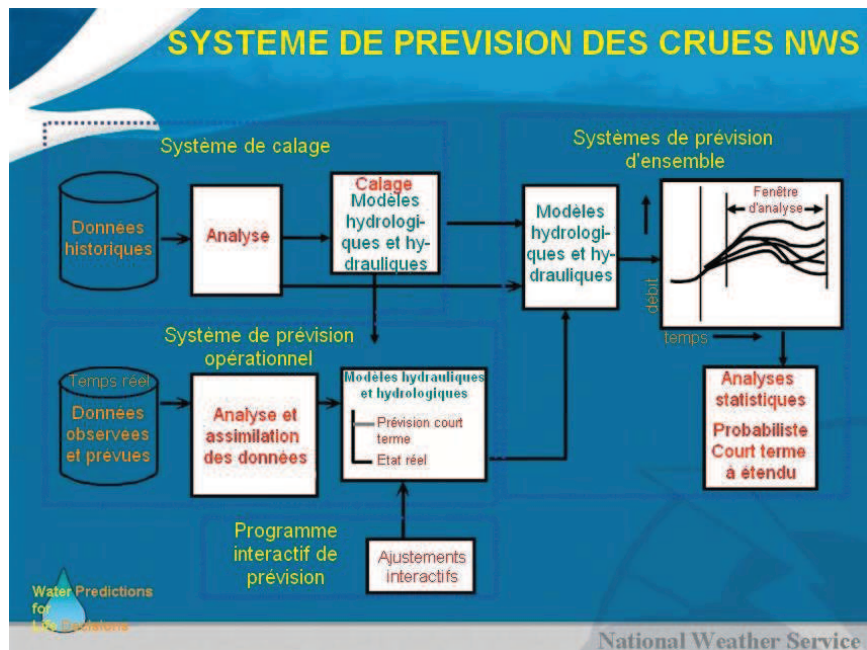 SYSTEME DE PREVISION DES CRUES NWS
Système de calage
Données
historiques
Analyse
Calage
Modèles
hydrologi-
ques et hy-
drauliques
Systèmes de prévision
d'ensemble
Modèles
hydrologi-
ques et hy-
drauliques
Fenêtre
d'analyse
débit
temps
Analyses
statistiques
Probabiliste
Court terme
à étendu
Système de prévision
opérationnel
Temps réel
Données
observées
et prévues
Analyse et
assimilation
des données
Modèles hydrauliques
et hydrologiques
Prévision court
terme
Etat réel
Programme
interactif de
prévision
Ajustements
interactifs
Water Predictions
for
Life Decisions
National Weather Service